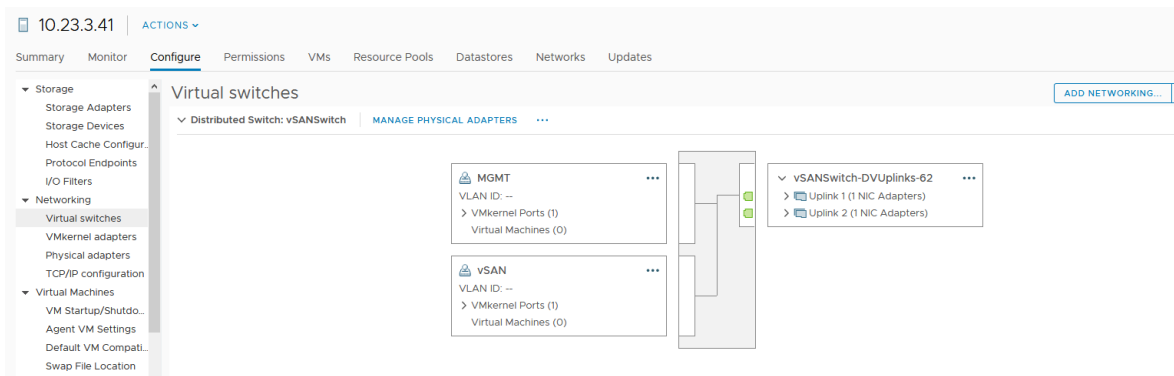 10.23.3.41 ACTIONS
Summary Monitor Configure Permissions VMs Resource Pools Datastores Networks Updates
Storage
Storage Adapters
Storage Devices
Host Cache Configur..
Protocol Endpoints
I/O Filters
Networking
Virtual switches
VMkernel adapters
Physical adapters
TCP/IP configuration
Virtual Machines
VM Startup/Shutdo...
Agent VM Settings
Default VM Compati...
Swap File Location
Virtual switches
ADD NETWORKING...
Distributed Switch: vSANSwitch MANAGE PHYSICAL ADAPTERS ...
MGMT ...
VLAN ID: --
VMkernel Ports (1)
Virtual Machines (0)
vSAN ...
VLAN ID: --
VMkernel Ports (1)
Virtual Machines (0)
vSANSwitch-DVUplinks-62 ...
Uplink 1 (1 NIC Adapters)
Uplink 2 (1 NIC Adapters)